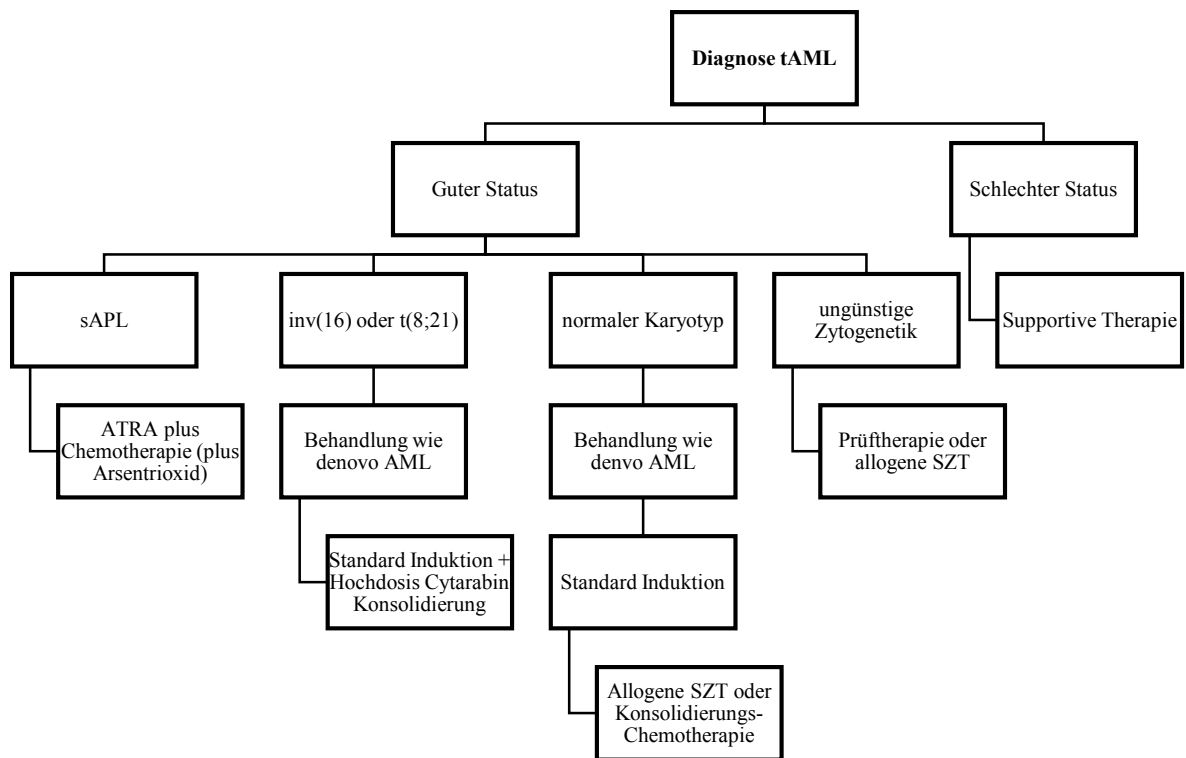 Diagnose tAML
Guter Status
Schlechter Status
sAPL
inv(16) oder t(8;21)
normaler Karyotyp
ungünstige
Zytogenetik
Supportive Therapie
ATRA plus
Chemotherapie (plus
Arsentrioxid)
Behandlung wie
denovo AML
Behandlung wie
denvo AML
Prüftherapie oder
allogene SZT
Standard Induktion +
Hochdosis Cytarabin
Konsolidierung
Standard Induktion
Allogene SZT oder
Konsolidierungs-
Chemotherapie